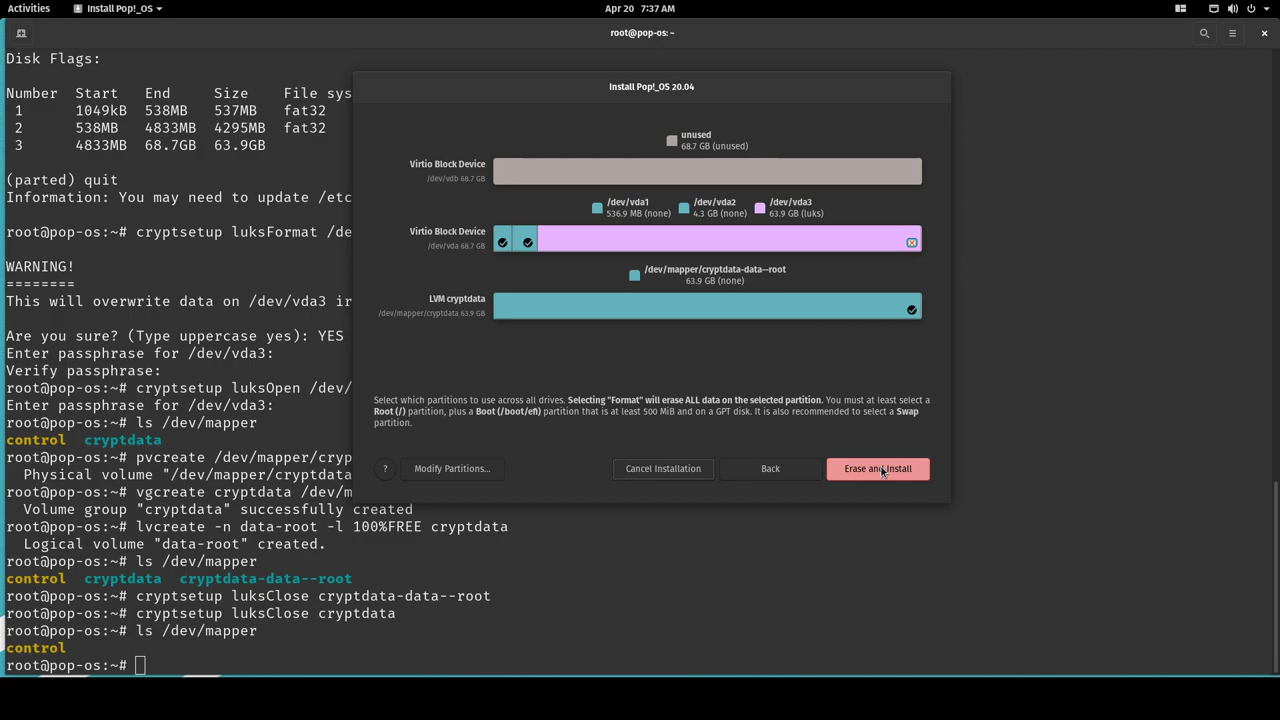 Activities
Install Pop!_OS
Apr 20 7:37 AM
root@pop-os: ~
Disk Flags:
Number Start End Size File sys
1 1049kB 538MB 537MB fat32
2 538MB 4833MB 4295MB fat32
3 4833MB 68.7GB 63.9GB
(parted) quit
Information: You may need to update /etc
root@pop-os:~# cryptsetup luksFormat /de
WARNING!
========
This will overwrite data on /dev/vda3 ir
Are you sure? (Type uppercase yes): YES
Enter passphrase for /dev/vda3:
Verify passphrase:
root@pop-os:~# cryptsetup luksOpen /dev/
Enter passphrase for /dev/vda3:
root@pop-os:~# ls /dev/mapper
control cryptdata
root@pop-os:~# pvcreate /dev/mapper/cryp
Physical volume "/dev/mapper/cryptdata
root@pop-os:~# vgcreate cryptdata /dev/m
Volume group "cryptdata" successfully created
root@pop-os:~# lvcreate -n data-root -l 100%FREE cryptdata
Logical volume "data-root" created.
root@pop-os:~# ls /dev/mapper
control cryptdata cryptdata-data--root
root@pop-os:~# cryptsetup luksClose cryptdata-data--root
root@pop-os:~# cryptsetup luksClose cryptdata
root@pop-os:~# ls /dev/mapper
control
root@pop-os:~#
Install Pop!_OS 20.04
unused
68.7 GB (unused)
Virtio Block Device
/dev/vdb 68.7 GB
/dev/vda1 /dev/vda2 /dev/vda3
536.9 MB (none) 4.3 GB (none) 63.9 GB (luks)
Virtio Block Device
/dev/vda 68.7 GB
/dev/mapper/cryptdata-data--root
63.9 GB (none)
LVM cryptdata
/dev/mapper/cryptdata 63.9 GB
Select which partitions to use across all drives. Selecting "Format" will erase ALL data on the selected partition. You must at least select a
Root (/) partition, plus a Boot (/boot/efi) partition that is at least 500 MiB and on a GPT disk. It is also recommended to select a Swap
partition.
?
Modify Partitions...
Cancel Installation
Back
Erase and Install